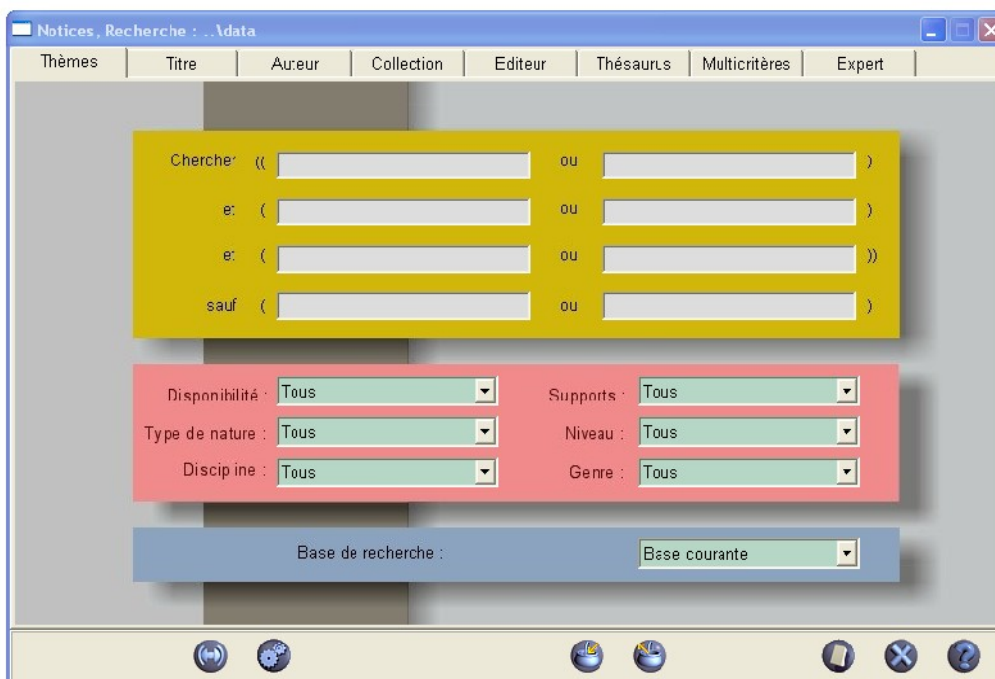 Notices, Recherche : ..\data
Thèmes Titre Auteur Collection Editeur Thésaurus Multicritères Expert
Chercher (( ou )
et ( ou )
et ( ou ))
sauf ( ou )
Disponibilité : Tous Supports : Tous
Type de nature : Tous Niveau : Tous
Discipline : Tous Genre : Tous
Base de recherche : Base courante